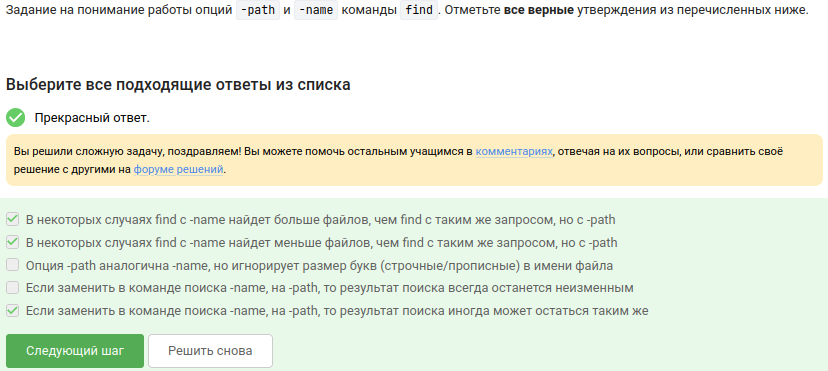 Задание на понимание работы опций -path и -name команды find. Отметьте все верные утверждения из перечисленных ниже.
Выберите все подходящие ответы из списка
Прекрасный ответ.
Вы решили сложную задачу, поздравляем! Вы можете помочь остальным учащимся в комментариях, отвечая на их вопросы, или сравнить своё
решение с другими на форуме решений.
В некоторых случаях find с -name найдет больше файлов, чем find с таким же запросом, но с -path
В некоторых случаях find с -name найдет меньше файлов, чем find с таким же запросом, но с -path
Опция -path аналогична -name, но игнорирует размер букв (строчные/прописные) в имени файла
Если заменить в команде поиска -name, на -path, то результат поиска всегда останется неизменным
Если заменить в команде поиска -name, на -path, то результат поиска иногда может остаться таким же
Следующий шаг
Решить снова